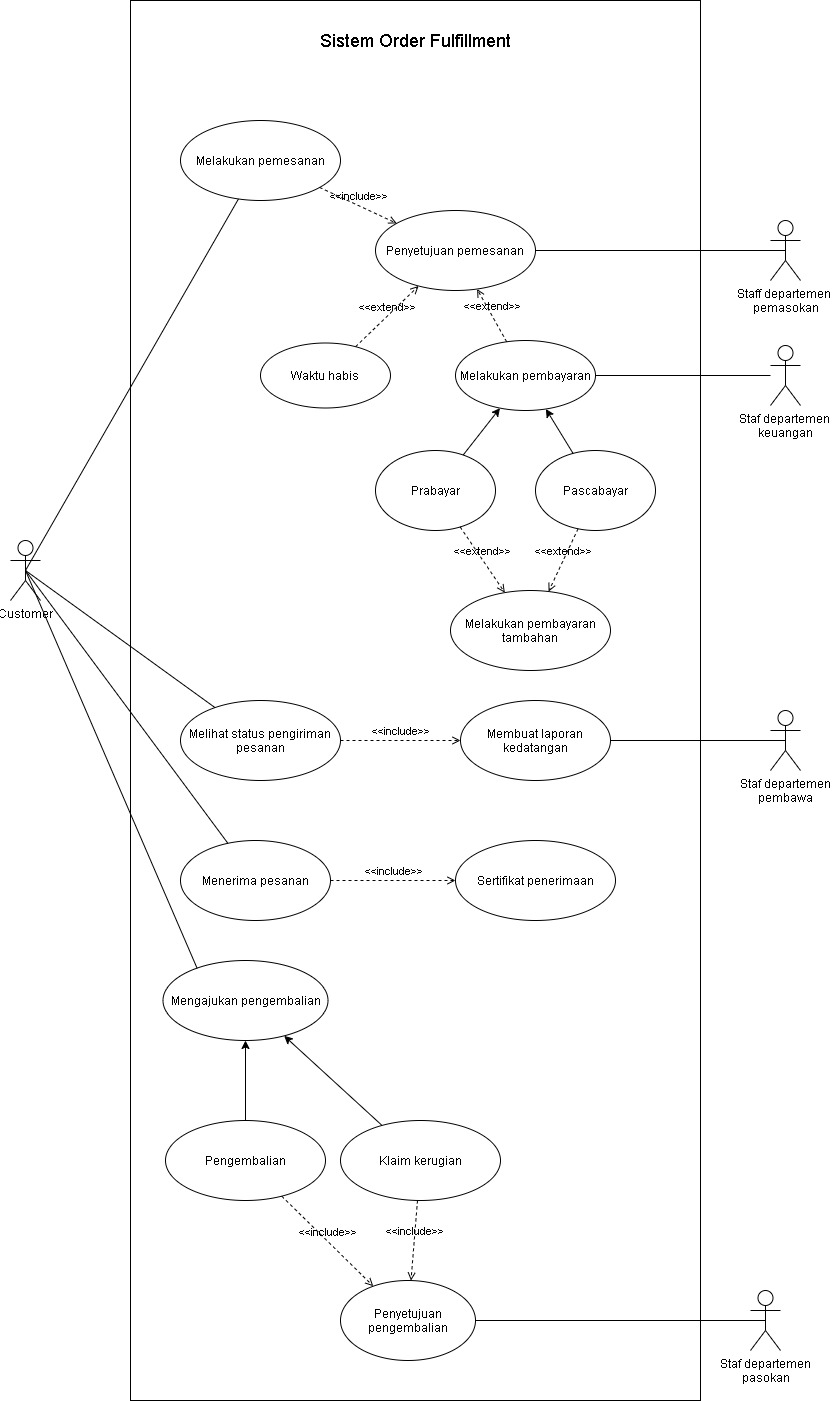 Sistem Order Fulfillment
Melakukan pemesanan
<<include>>
Penyetujuan pemesanan
Staff departemen
pemasokan
<<extend>>
<<extend>>
Waktu habis
Melakukan pembayaran
Staf departemen
keuangan
Prabayar
Pascabayar
<<extend>>
<<extend>>
Customer
Melakukan pembayaran
tambahan
Melihat status pengiriman
pesanan
<<include>>
Membuat laporan
kedatangan
Staf departemen
pembawa
Menerima pesanan
<<include>>
Sertifikat penerimaan
Mengajukan pengembalian
Pengembalian
Klaim kerugian
<<include>>
<<include>>
Penyetujuan
pengembalian
Staf departemen
pasokan